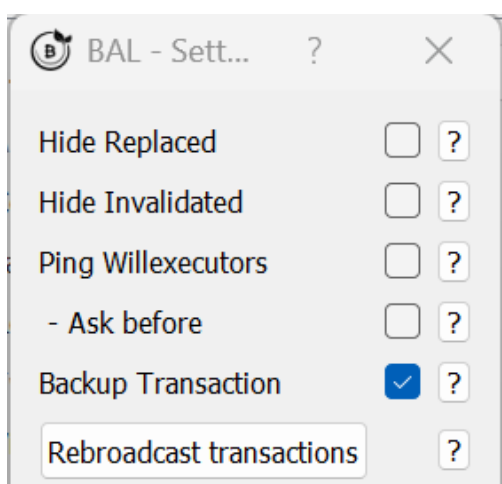 BAL - Sett... ?
Hide Replaced ?
Hide Invalidated ?
Ping Willexecutors ?
- Ask before ?
Backup Transaction ?
Rebroadcast transactions ?